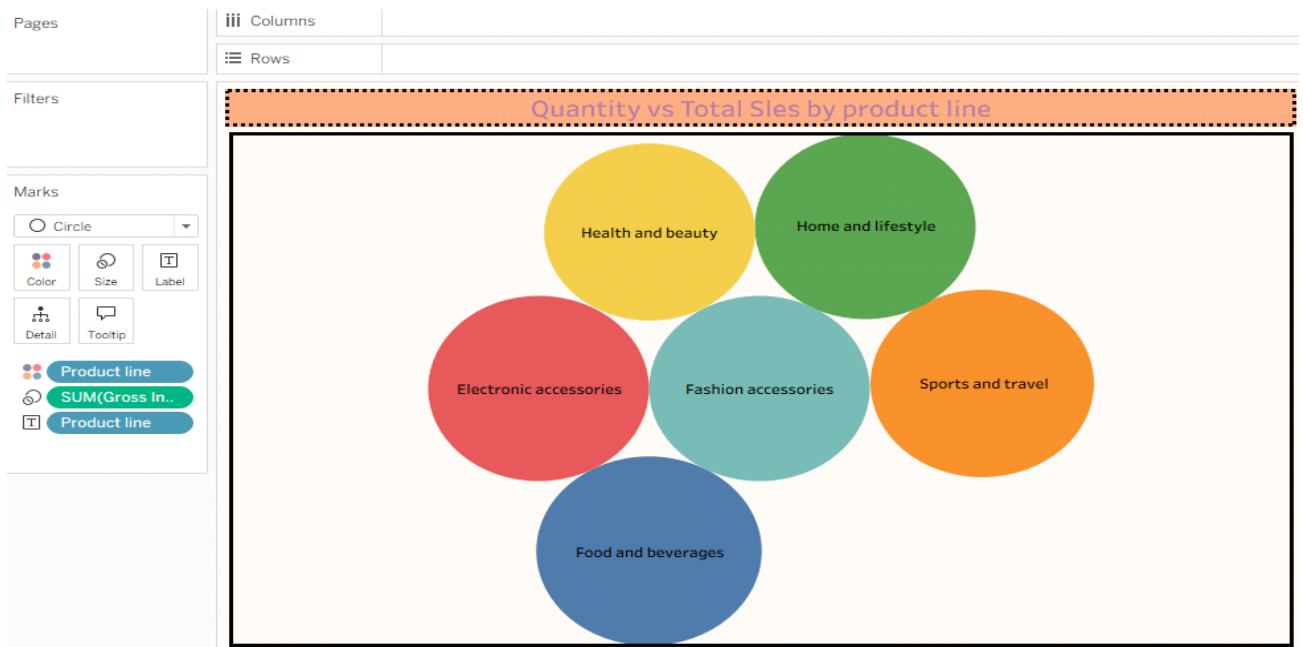 Pages
Columns
Rows
Filters
Quantity vs Total Sles by product line
Marks
Circle
Color
Size
T
Label
Detail
Tooltip
Product line
SUM(Gross In..
T
Product line
Health and beauty
Home and lifestyle
Electronic accessories
Fashion accessories
Sports and travel
Food and beverages